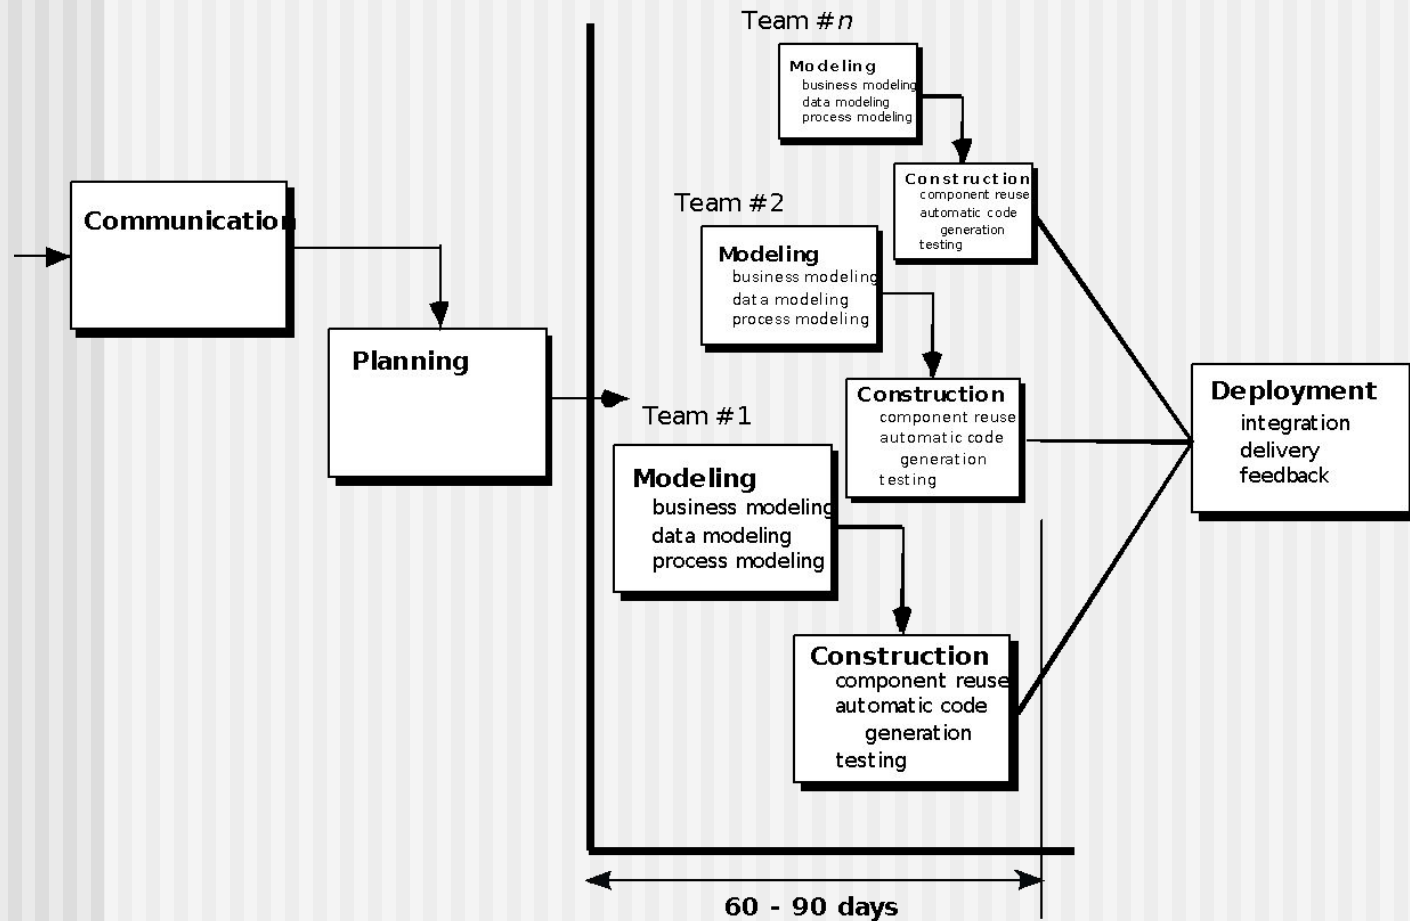 Team #n
Modeling
business modeling
data modeling
process modeling
Construction
component reuse
automatic code
generation
testing
Team #2
Modeling
business modeling
data modeling
process modeling
Construction
component reuse
automatic code
generation
testing
Communication
Planning
Team #1
Modeling
business modeling
data modeling
process modeling
Construction
component reuse
automatic code
generation
testing
Deployment
integration
delivery
feedback
60 - 90 days